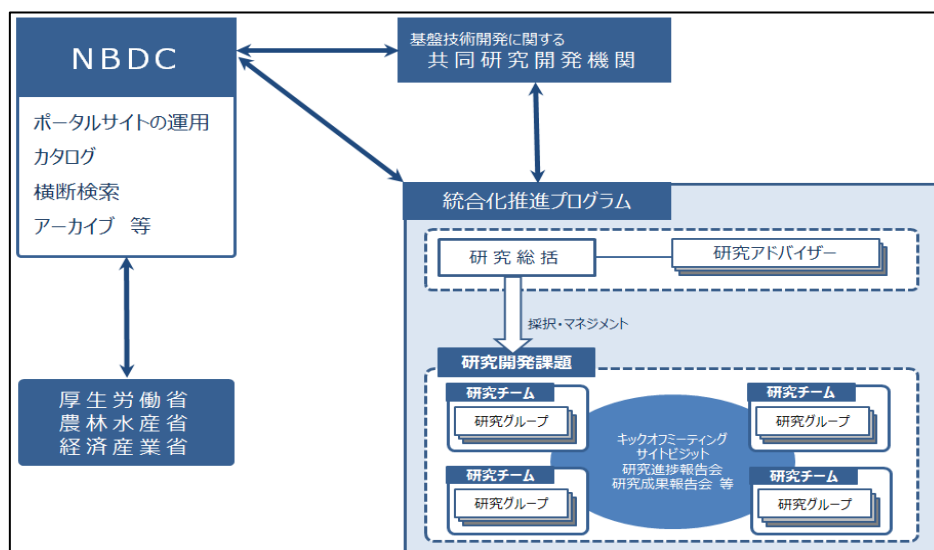 NBDC
ポータルサイトの運用
カタログ
横断検索
アーカイブ 等
基盤技術開発に関する
共同研究開発機関
厚生労働省
農林水産省
経済産業省
統合化推進プログラム
研究総括
研究アドバイザー
採択・マネジメント
研究開発課題
研究チーム
研究グループ
研究チーム
研究グループ
キックオフミーティング
サイトビジット
研究進捗報告会
研究成果報告会 等
研究チーム
研究グループ
研究チーム
研究グループ